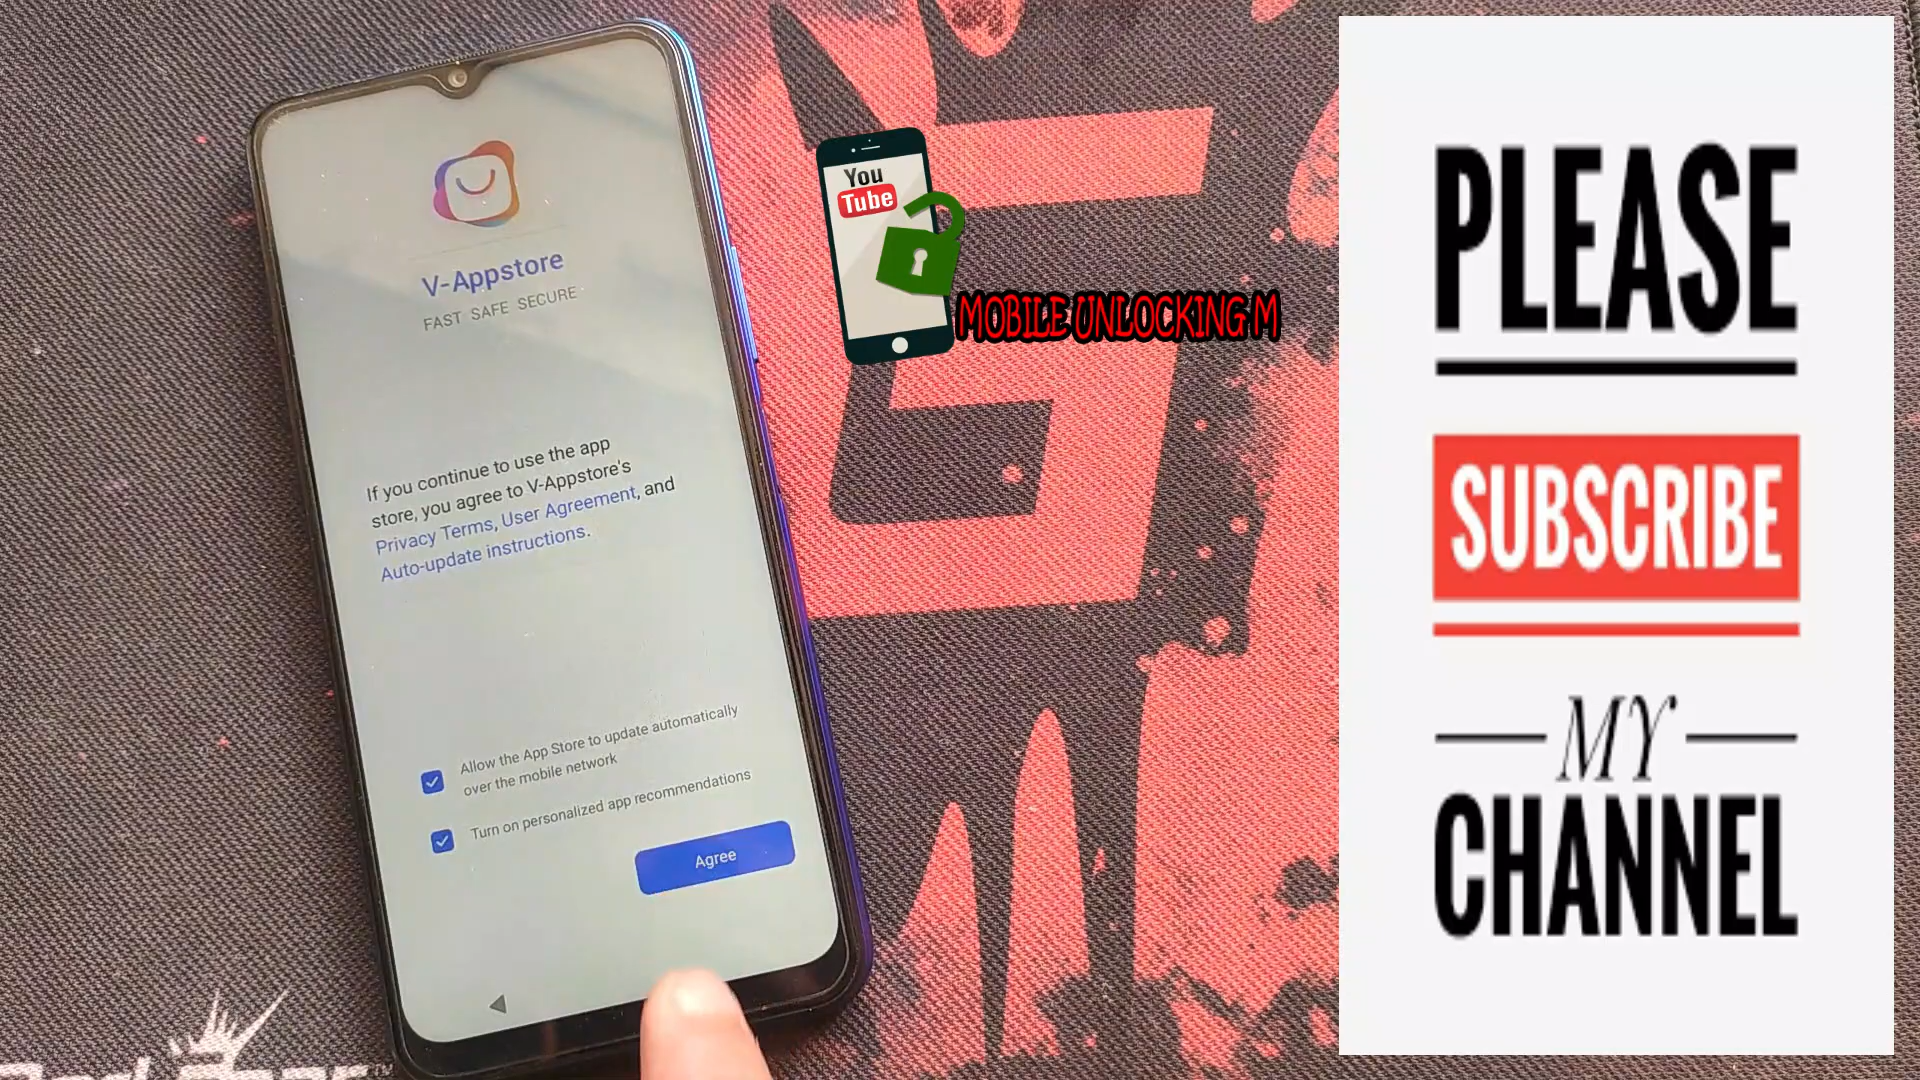 V-Appstore
FAST SAFE SECURE
If you continue to use the app
store, you agree to V-Appstore's
Privacy Terms, User Agreement, and
Auto-update instructions.
Allow the App Store to update automatically
over the mobile network
Turn on personalized app recommendations
Agree
You
Tube
MOBILE UNLOCKING M
PLEASE
SUBSCRIBE
MY
CHANNEL